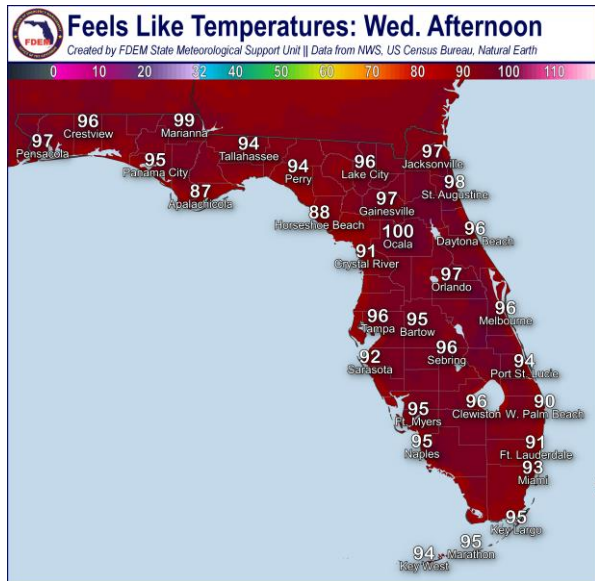 FDEM
Feels Like Temperatures: Wed. Afternoon
Created by FDEM State Meteorological Support Unit || Data from NWS, US Census Bureau, Natural Earth
0 10 20 32 40 50 60 70 80 90 100 110
96
Crestview
99
Marianna
97
Pensacola
95
Panama City
94
Tallahassee
87
Apalachicola
94
Perry
96
Lake City
97
Jacksonville
98
St. Augustine
97
Gainesville
88
Horseshoe Beach
100
Ocala
96
Daytona Beach
91
Crystal River
97
Orlando
96
Melbourne
96
Tampa
95
Bartow
92
Sarasota
96
Sebring
94
Port St. Lucie
95
Ft. Myers
96
Clewiston
90
W. Palm Beach
95
Naples
91
Ft. Lauderdale
93
Miami
95
Key Largo
95
Marathon
94
Key West